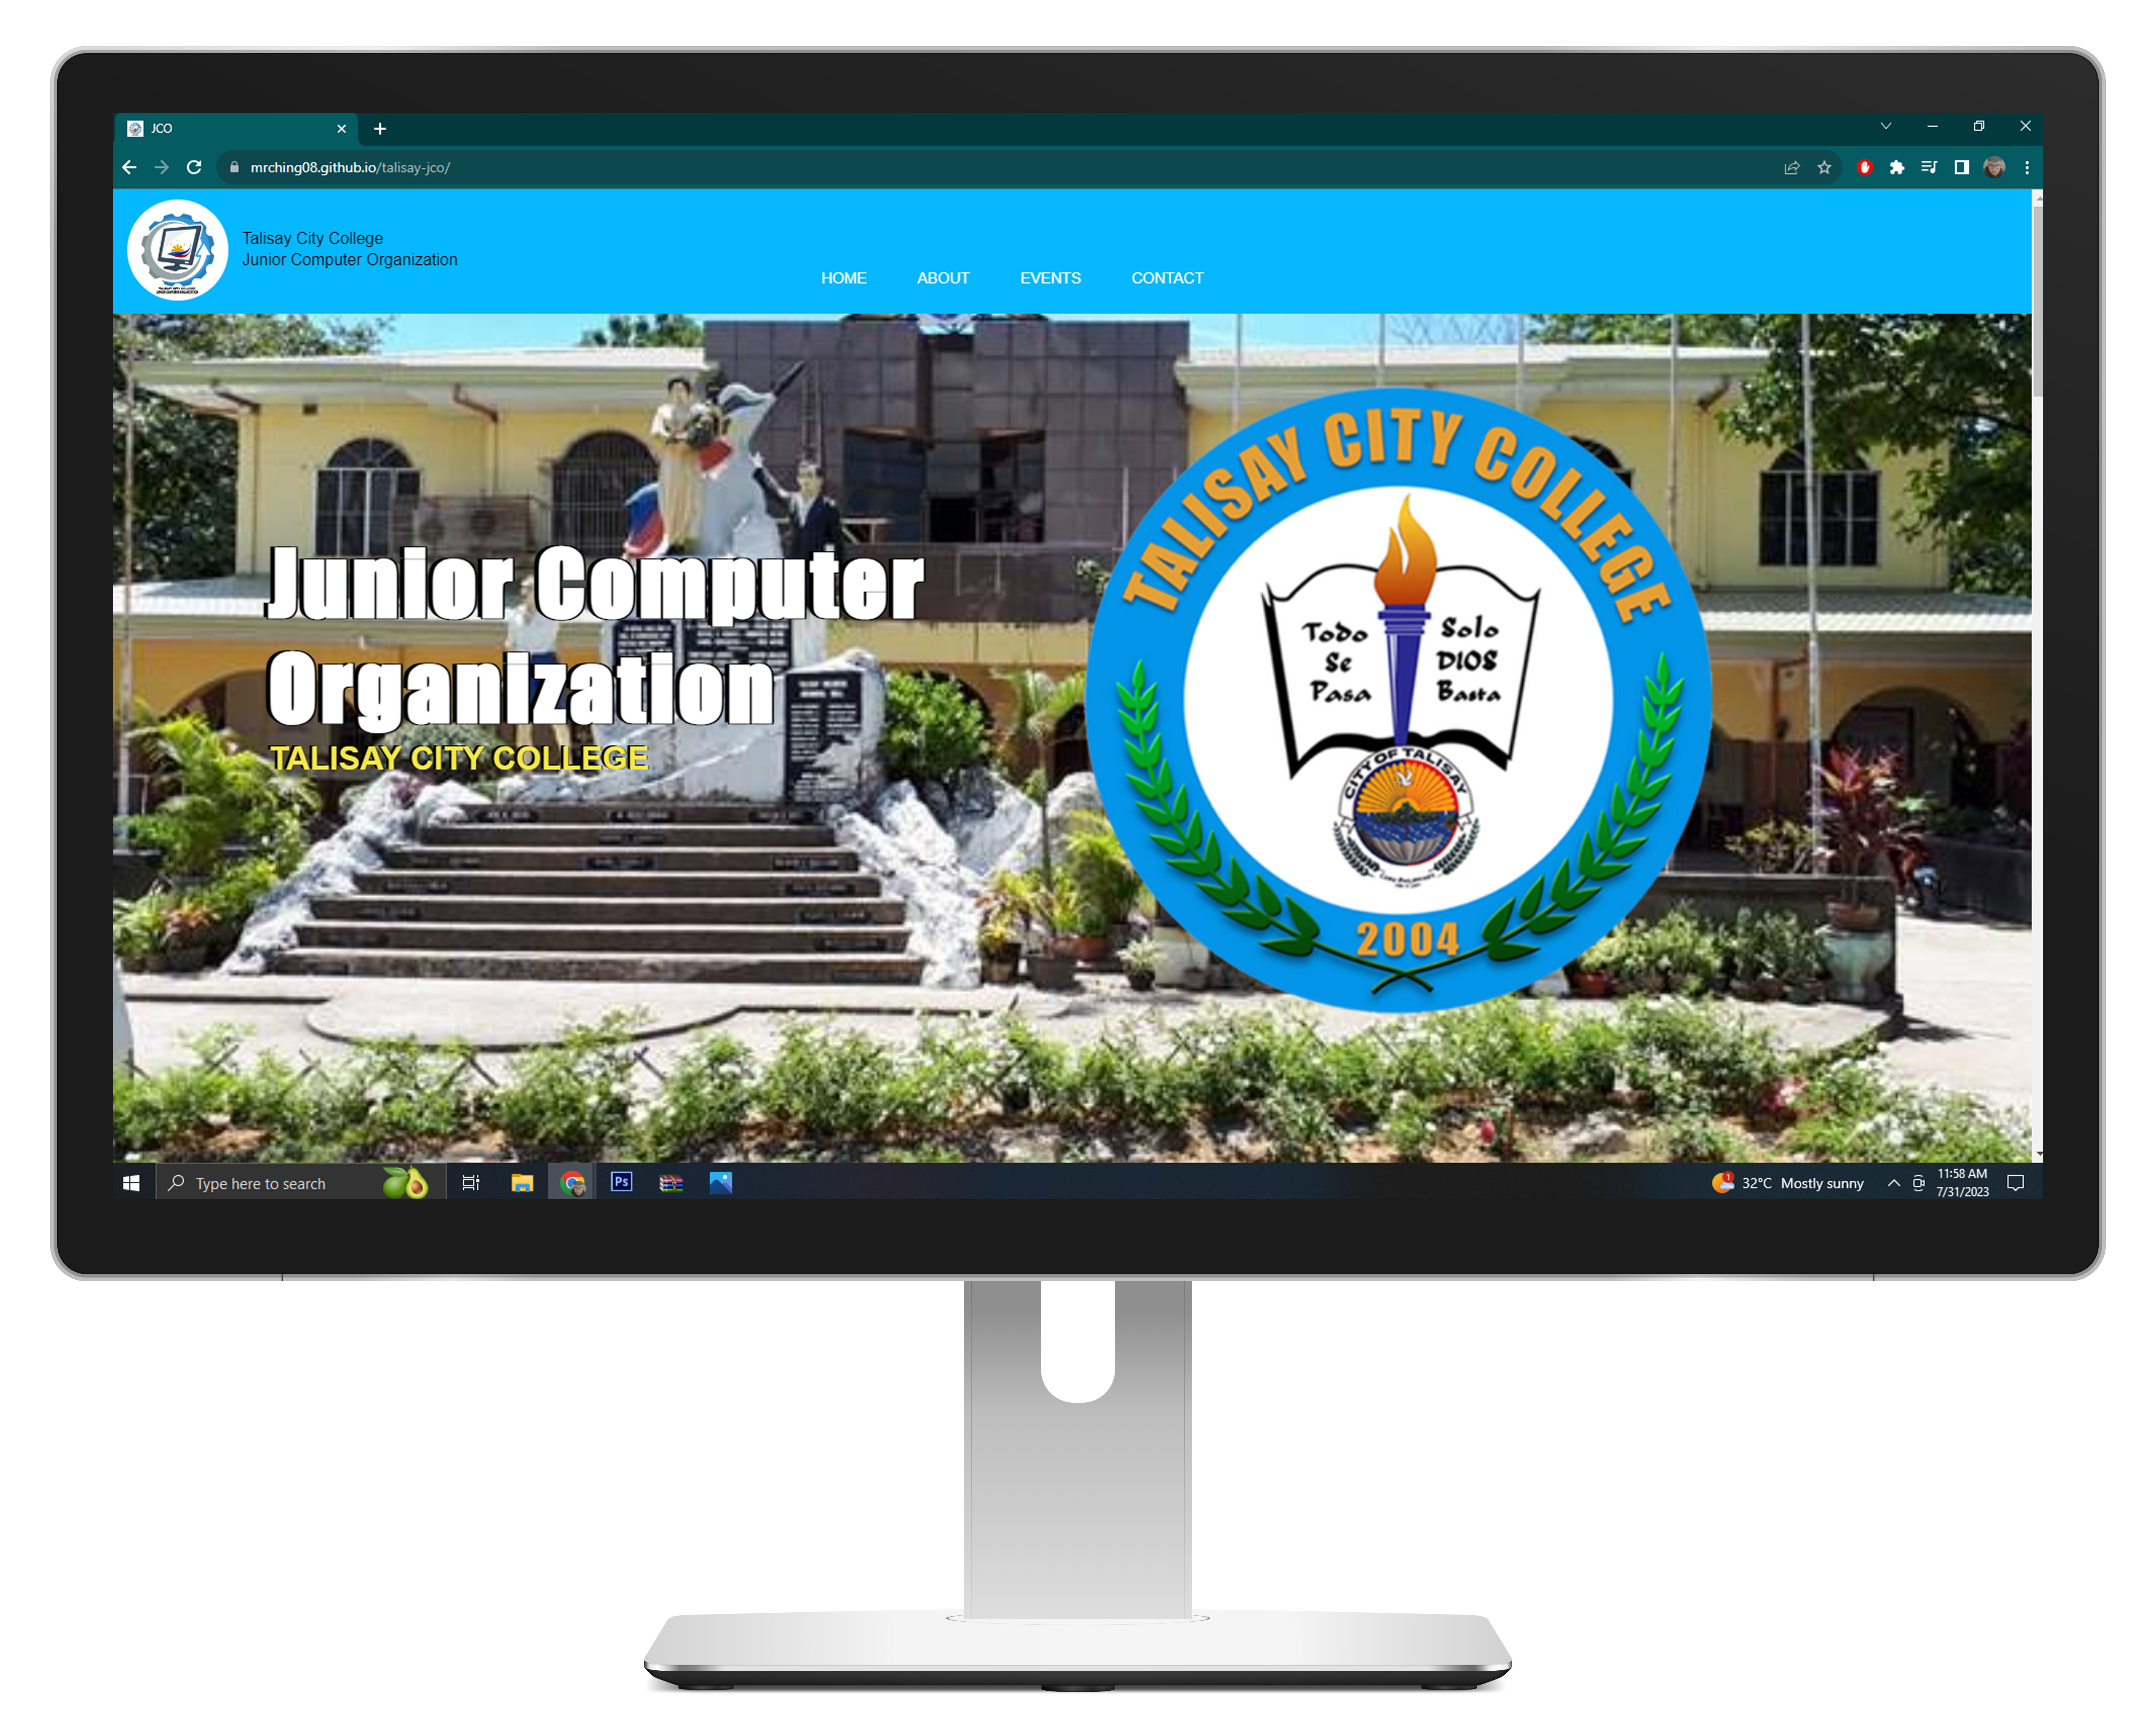 JCO
mrching08.github.io/talisay-jco/
Talisay City College
Junior Computer Organization
HOME ABOUT EVENTS CONTACT
Junior Computer
Organization
TALISAY CITY COLLEGE
TALISAY CITY COLLEGE
Todo
Se
Pasa
Solo
DIOS
Basta
CITY OF TALISAY
2004
Type here to search
Ps
1
32°C Mostly sunny
11:58 AM
7/31/2023